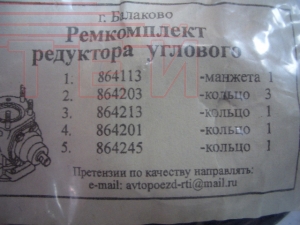 г. Балаково
Ремкомплект
редуктора углового
1. 864113 -манжета 1
2. 864203 -кольцо 3
3. 864213 -кольцо 1
4. 864201 -кольцо 1
5. 864245 -кольцо 1
Претензии по качеству направлять:
e-mail: avtopoezd-rti@mail.ru